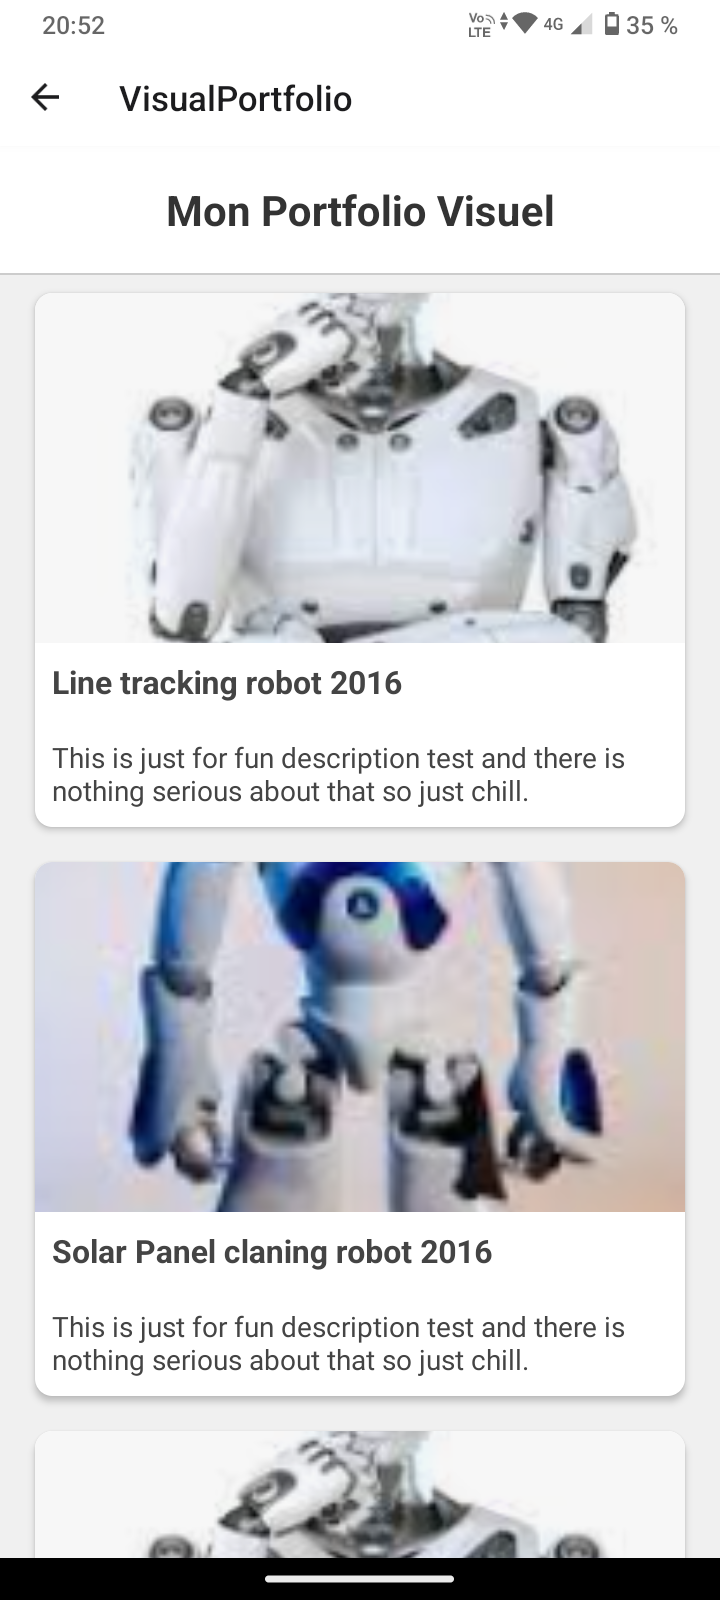 20:52 Vo LTE 4G 35 %
VisualPortfolio
Mon Portfolio Visuel
Line tracking robot 2016
This is just for fun description test and there is
nothing serious about that so just chill.
Solar Panel claning robot 2016
This is just for fun description test and there is
nothing serious about that so just chill.